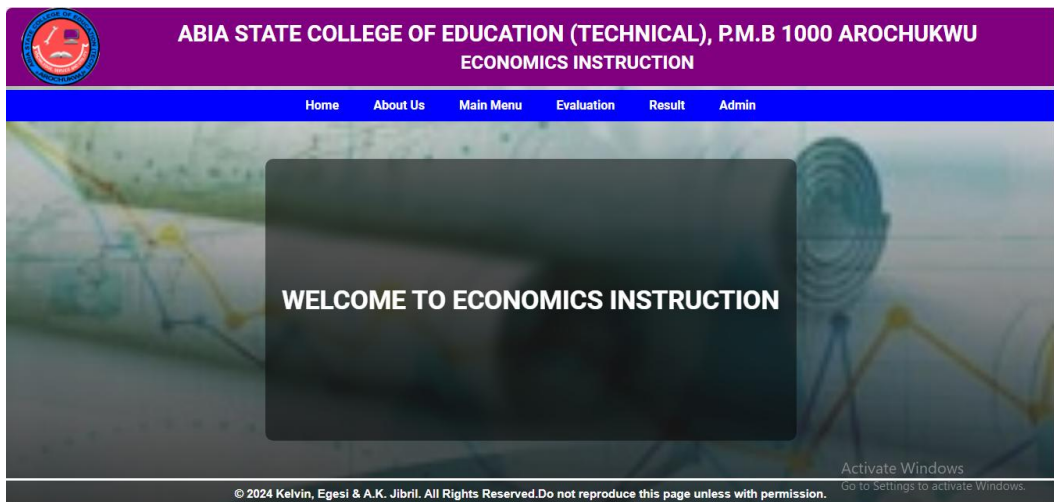 ABIA STATE COLLEGE OF EDUCATION (TECHNICAL), P.M.B 1000 AROCHUKWU
ECONOMICS INSTRUCTION
Home About Us Main Menu Evaluation Result Admin
WELCOME TO ECONOMICS INSTRUCTION
Activate Windows
Go to Settings to activate Windows.
© 2024 Kelvin, Egesi & A.K. Jibril. All Rights Reserved.Do not reproduce this page unless with permission.